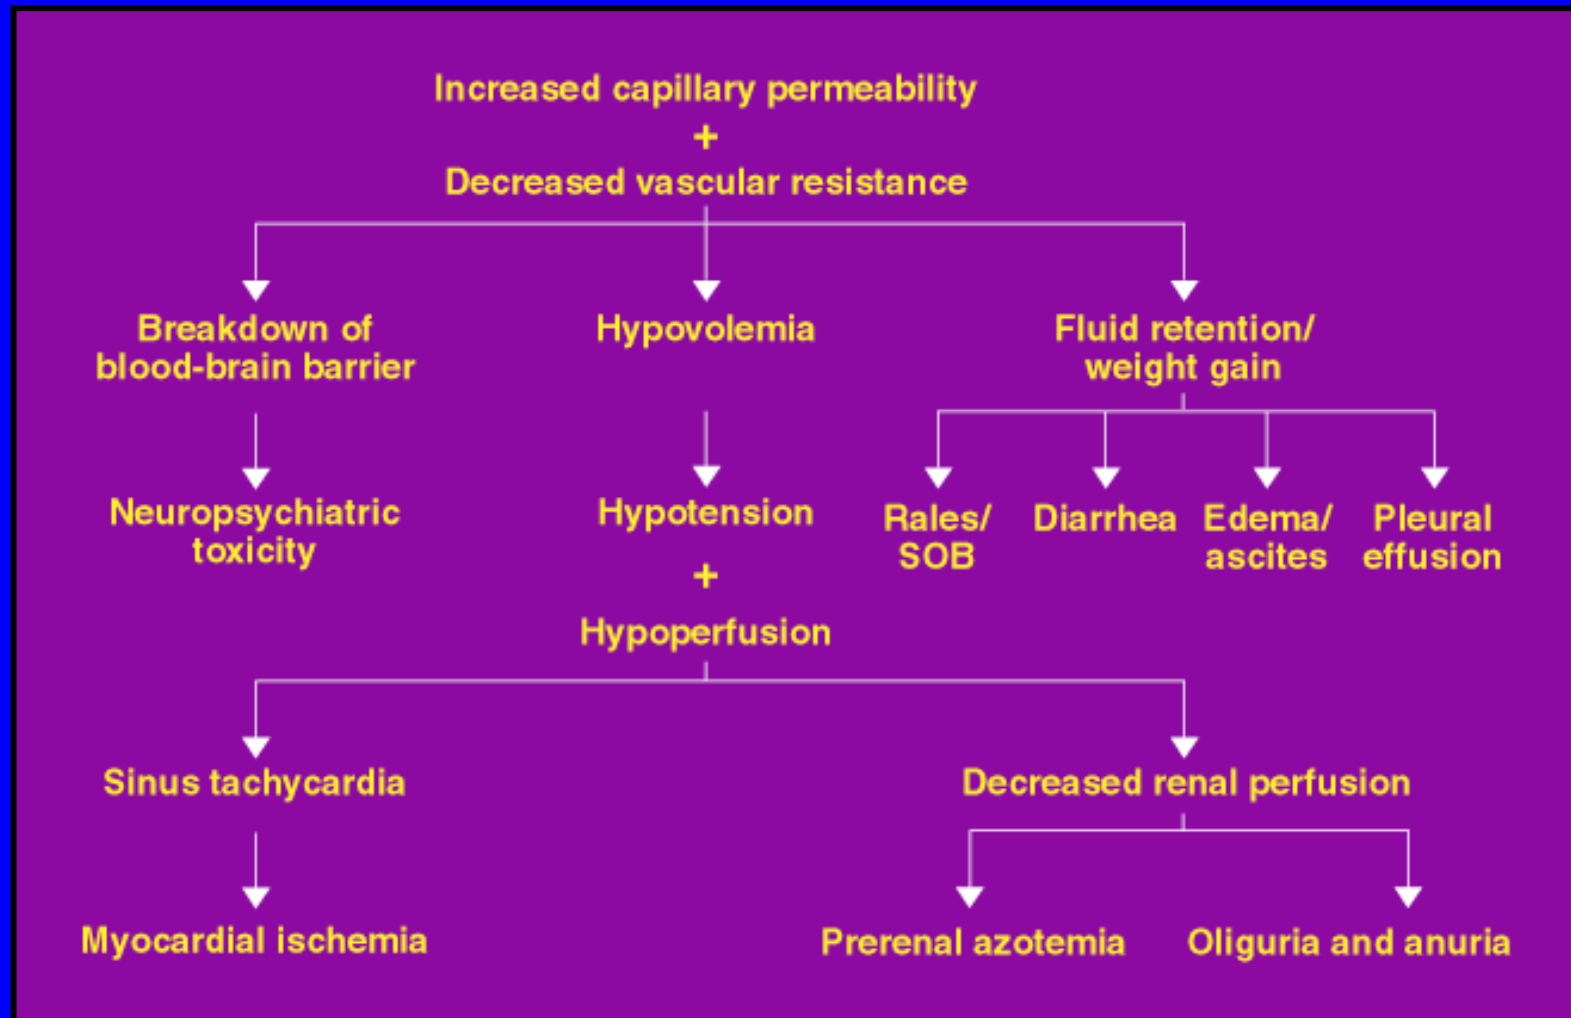 Increased capillary permeability
+
Decreased vascular resistance
Breakdown of
blood-brain barrier
Hypovolemia
Fluid retention/
weight gain
Neuropsychiatric
toxicity
Hypotension
+
Hypoperfusion
Rales/
SOB
Diarrhea
Edema/
ascites
Pleural
effusion
Sinus tachycardia
Decreased renal perfusion
Myocardial ischemia
Prerenal azotemia
Oliguria and anuria